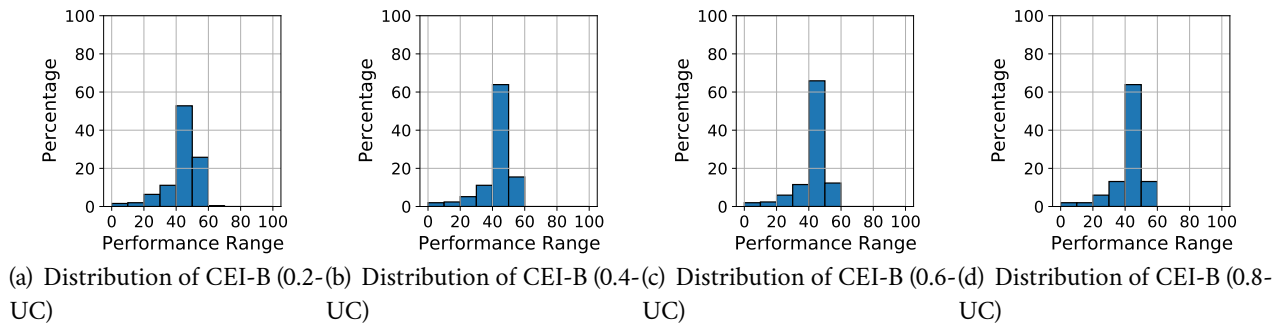 100
80
60
40
20
0
Percentage
0 20 40 60 80 100
Performance Range
(a) Distribution of CEI-B (0.2-
UC)
100
80
60
40
20
0
Percentage
0 20 40 60 80 100
Performance Range
(b) Distribution of CEI-B (0.4-
UC)
100
80
60
40
20
0
Percentage
0 20 40 60 80 100
Performance Range
(c) Distribution of CEI-B (0.6-
UC)
100
80
60
40
20
0
Percentage
0 20 40 60 80 100
Performance Range
(d) Distribution of CEI-B (0.8-
UC)